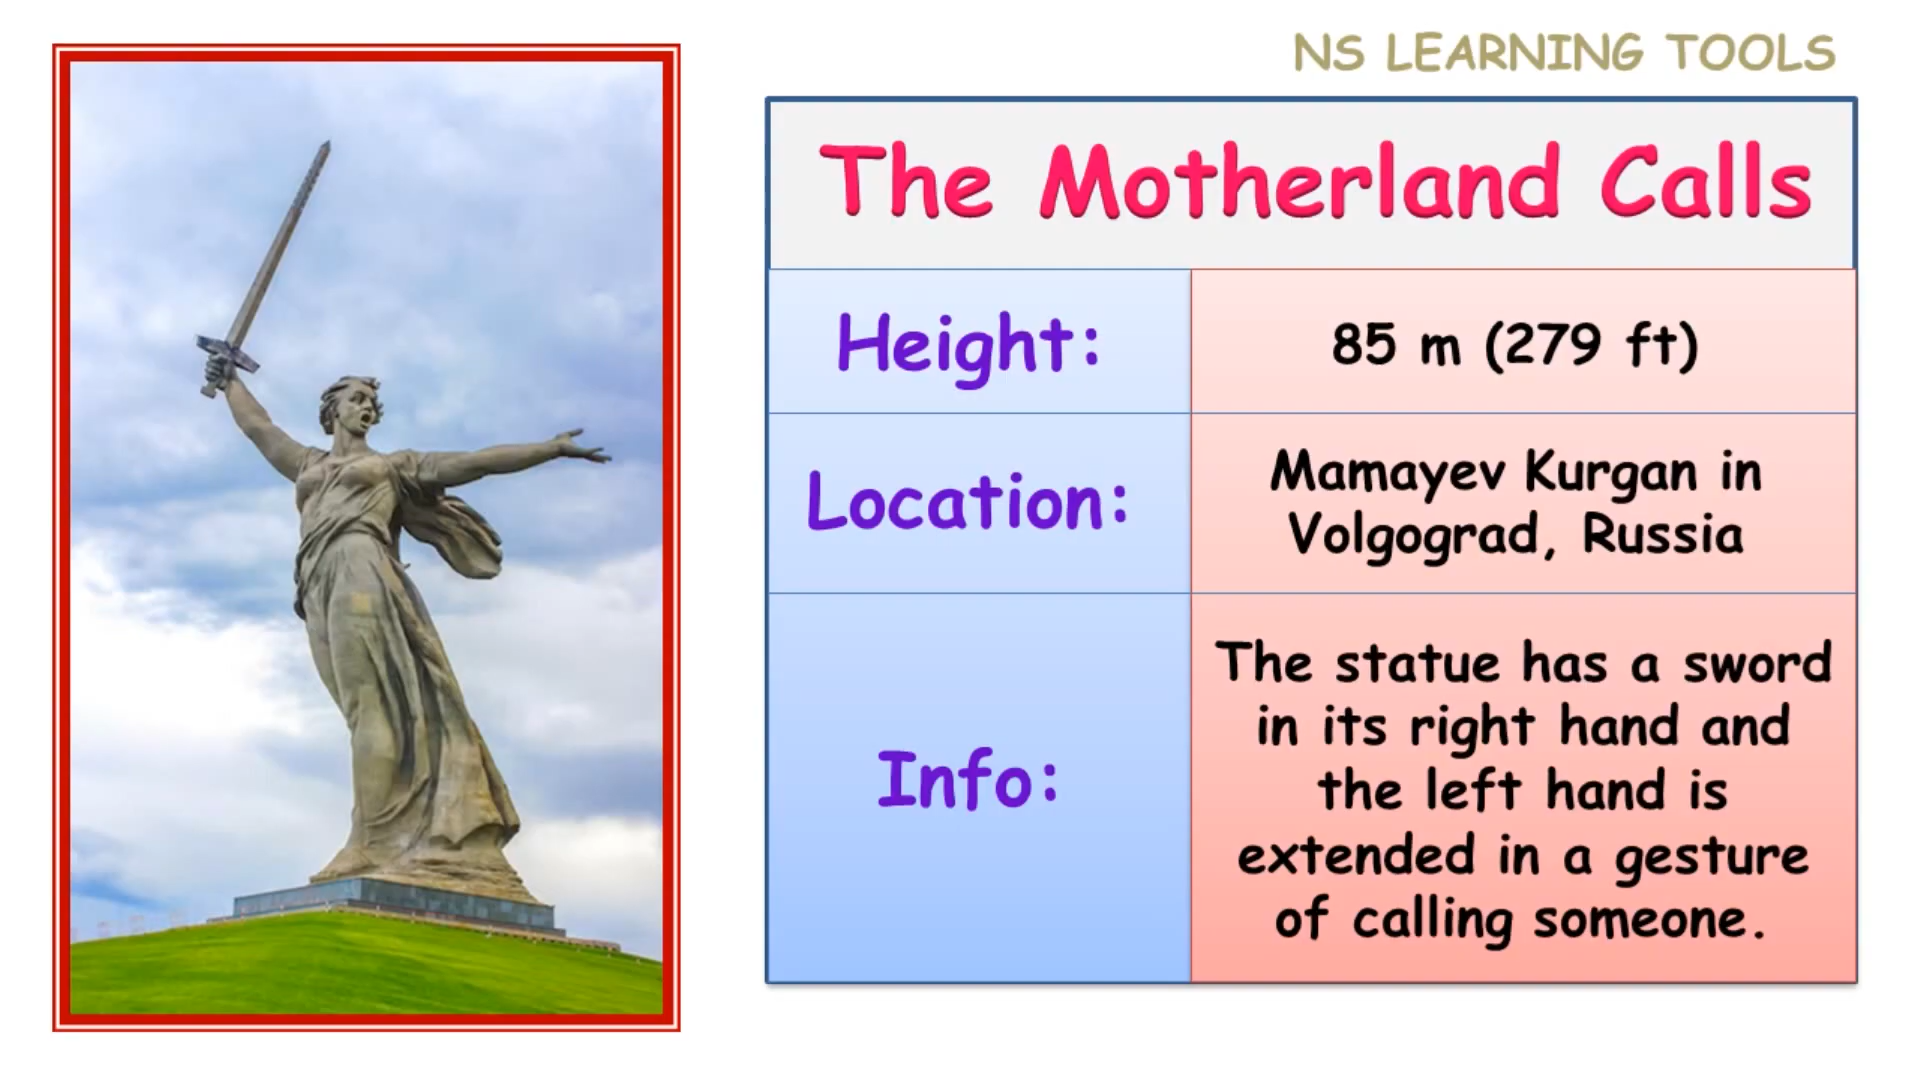 NS LEARNING TOOLS
The Motherland Calls
Height:
85 m (279 ft)
Location:
Mamayev Kurgan in
Volgograd, Russia
Info:
The statue has a sword
in its right hand and
the left hand is
extended in a gesture
of calling someone.